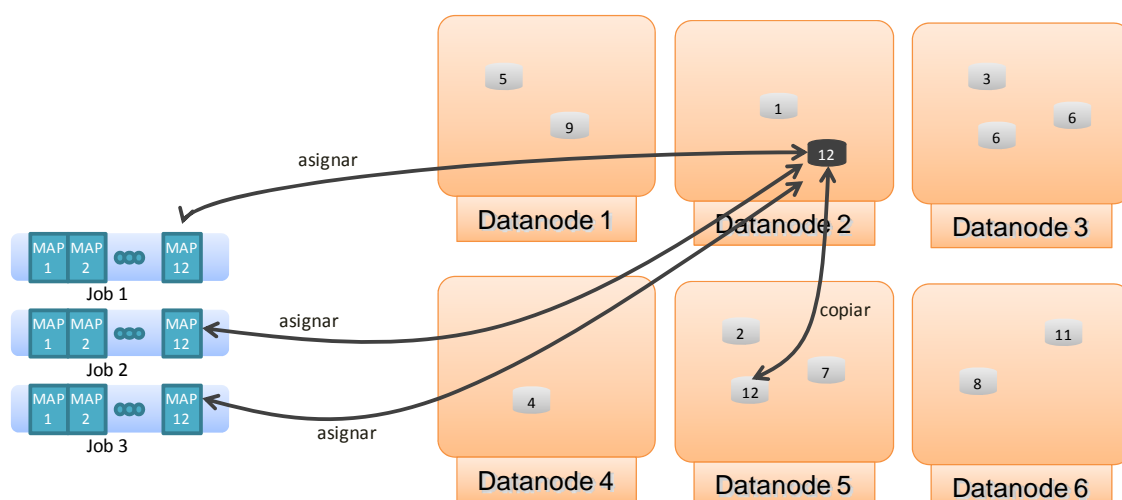 5
9
1
12
3
6
6
asignar
Datanode 1
Datanode 2
Datanode 3
MAP 1
MAP 2
MAP 12
Job 1
MAP 1
MAP 2
MAP 12
Job 2
MAP 1
MAP 2
MAP 12
Job 3
asignar
asignar
copiar
4
2
7
12
11
8
Datanode 4
Datanode 5
Datanode 6